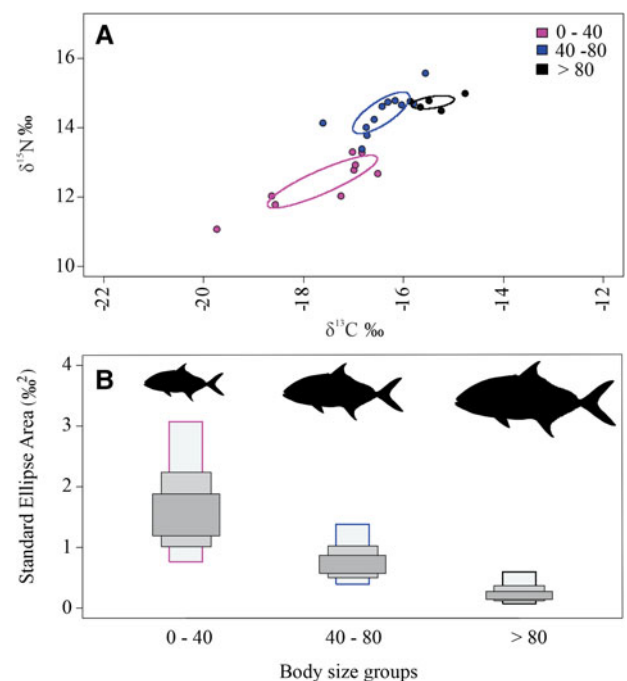 A
0 - 40
40 -80
> 80
16
14
12
10
δ¹⁵N ‰
-22
-20
-18
-16
-14
-12
δ¹³C ‰
B
4
3
2
1
0
Standard Ellipse Area (‰²)
0 - 40
40 - 80
> 80
Body size groups